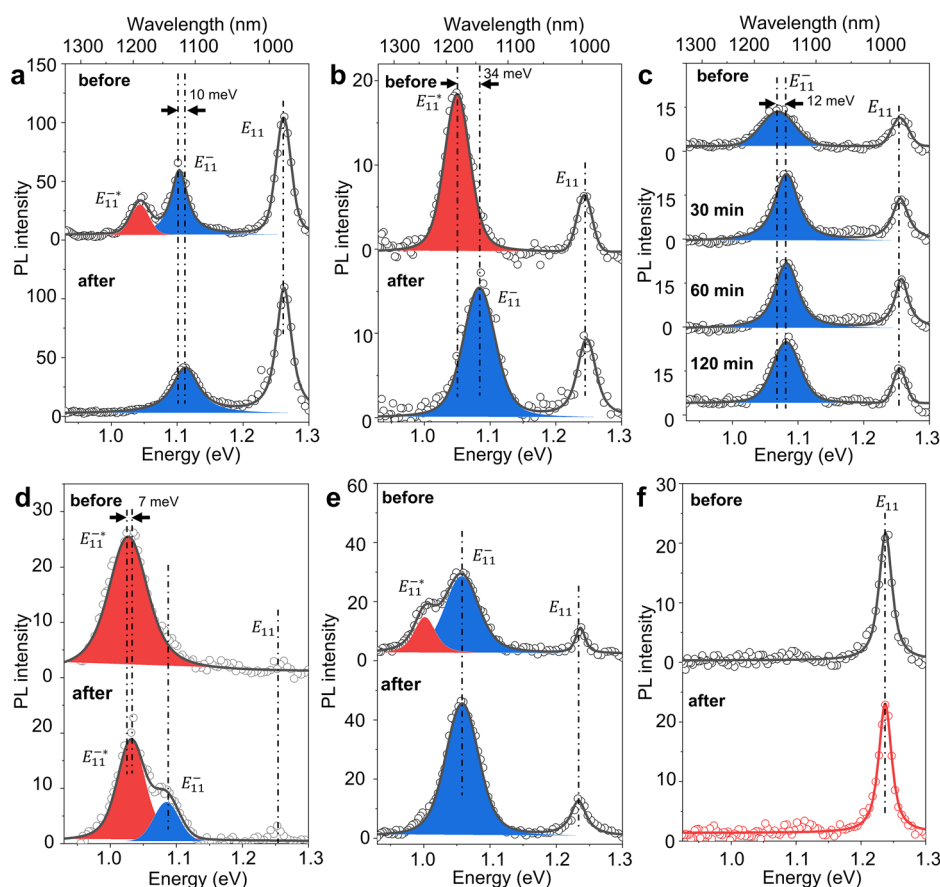 Wavelength (nm)
1300 1200 1100 1000
a
before
10 meV
E₁₁
E₁₁⁻
E₁₁⁻*
150
100
50
0
PL intensity
after
100
50
0
1.0 1.1 1.2 1.3
Energy (eV)
Wavelength (nm)
1300 1200 1100 1000
b
before
34 meV
E₁₁⁻*
E₁₁
20
10
0
PL intensity
after
E₁₁⁻
20
10
0
1.0 1.1 1.2 1.3
Energy (eV)
Wavelength (nm)
1300 1200 1100 1000
c
before
E₁₁⁻
12 meV
E₁₁
15
0
30 min
15
0
PL intensity
60 min
15
0
120 min
15
0
1.0 1.1 1.2 1.3
Energy (eV)
d
before
7 meV
E₁₁⁻*
E₁₁
30
20
10
0
PL intensity
after
E₁₁⁻*
E₁₁⁻
20
10
0
1.0 1.1 1.2 1.3
Energy (eV)
e
before
E₁₁⁻
E₁₁⁻*
E₁₁
60
40
20
0
PL intensity
after
40
20
0
1.0 1.1 1.2 1.3
Energy (eV)
f
before
E₁₁
30
20
10
0
PL intensity
after
20
10
0
1.0 1.1 1.2 1.3
Energy (eV)